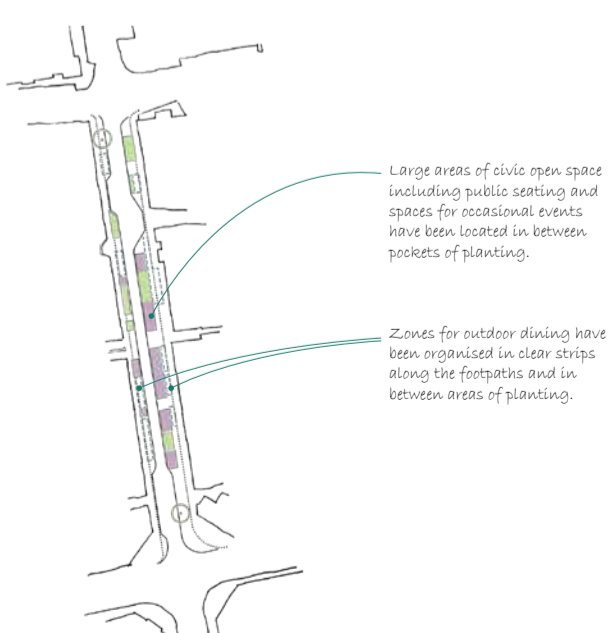 Large areas of civic open space
including public seating and
spaces for occasional events
have been located in between
pockets of planting.
Zones for outdoor dining have
been organised in clear strips
along the footpaths and in
between areas of planting.